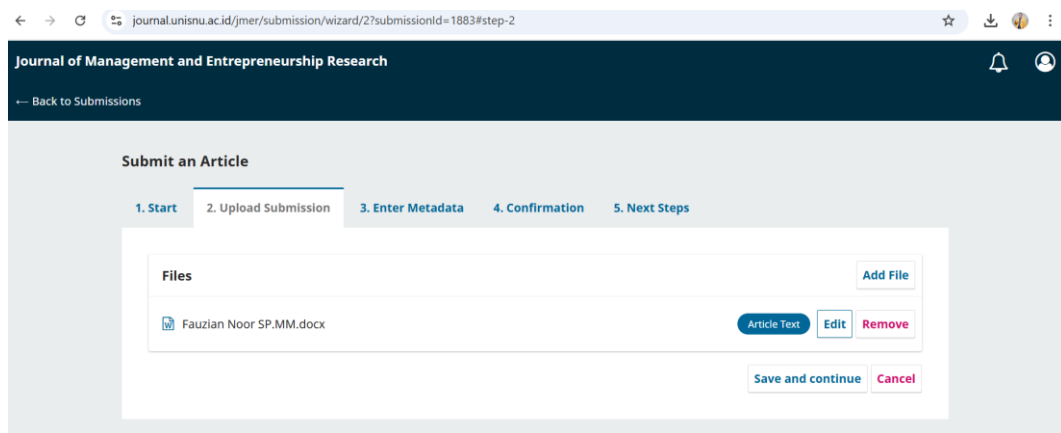 journal.unisnu.ac.id/jmer/submission/wizard/2?submissionId=1883#step-2
Journal of Management and Entrepreneurship Research
← Back to Submissions
Submit an Article
1. Start 2. Upload Submission 3. Enter Metadata 4. Confirmation 5. Next Steps
Files Add File
Fauzian Noor SP.MM.docx Article Text Edit Remove
Save and continue Cancel